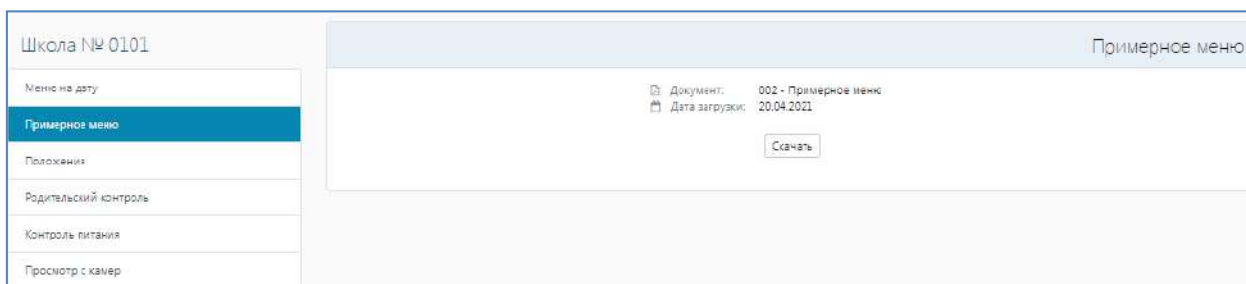 Школа № 0101
Меню на дату
Примерное меню
Положения
Родительский контроль
Контроль питания
Просмотр с камер
Примерное меню
Документ: 002 - Примерное меню
Дата загрузки: 20.04.2021
Скачать